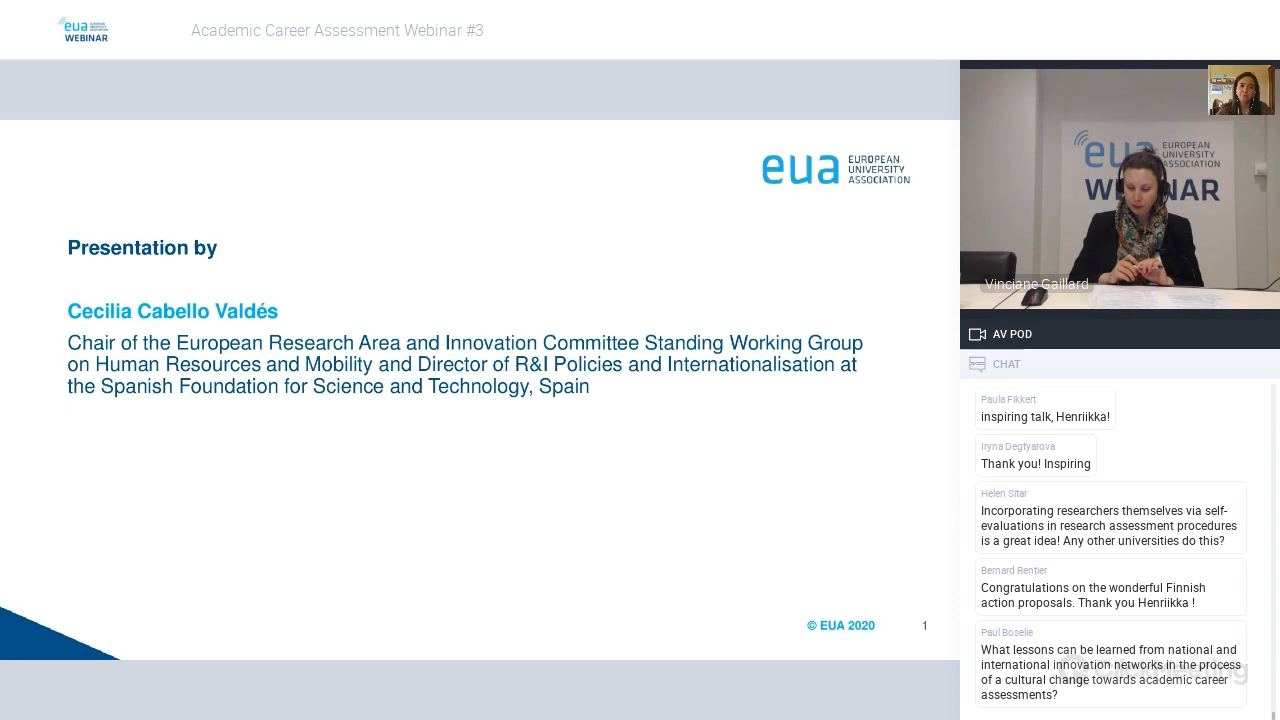 eua EUROPEAN UNIVERSITY ASSOCIATION
WEBINAR
Academic Career Assessment Webinar #3
eua EUROPEAN
UNIVERSITY
ASSOCIATION
Presentation by
Cecilia Cabello Valdés
Chair of the European Research Area and Innovation Committee Standing Working Group
on Human Resources and Mobility and Director of R&I Policies and Internationalisation at
the Spanish Foundation for Science and Technology, Spain
© EUA 2020
1
eua EUROPEAN
UNIVERSITY
ASSOCIATION
WEBINAR
Vinciane Gaillard
AV POD
CHAT
Paula Fikkert
inspiring talk, Henriikka!
Iryna Degtyarova
Thank you! Inspiring
Helen Sitar
Incorporating researchers themselves via self-
evaluations in research assessment procedures
is a great idea! Any other universities do this?
Bernard Rentier
Congratulations on the wonderful Finnish
action proposals. Thank you Henriikka !
Paul Boselie
What lessons can be learned from national and
international innovation networks in the process
of a cultural change towards academic career
assessments?
ClickMeeting